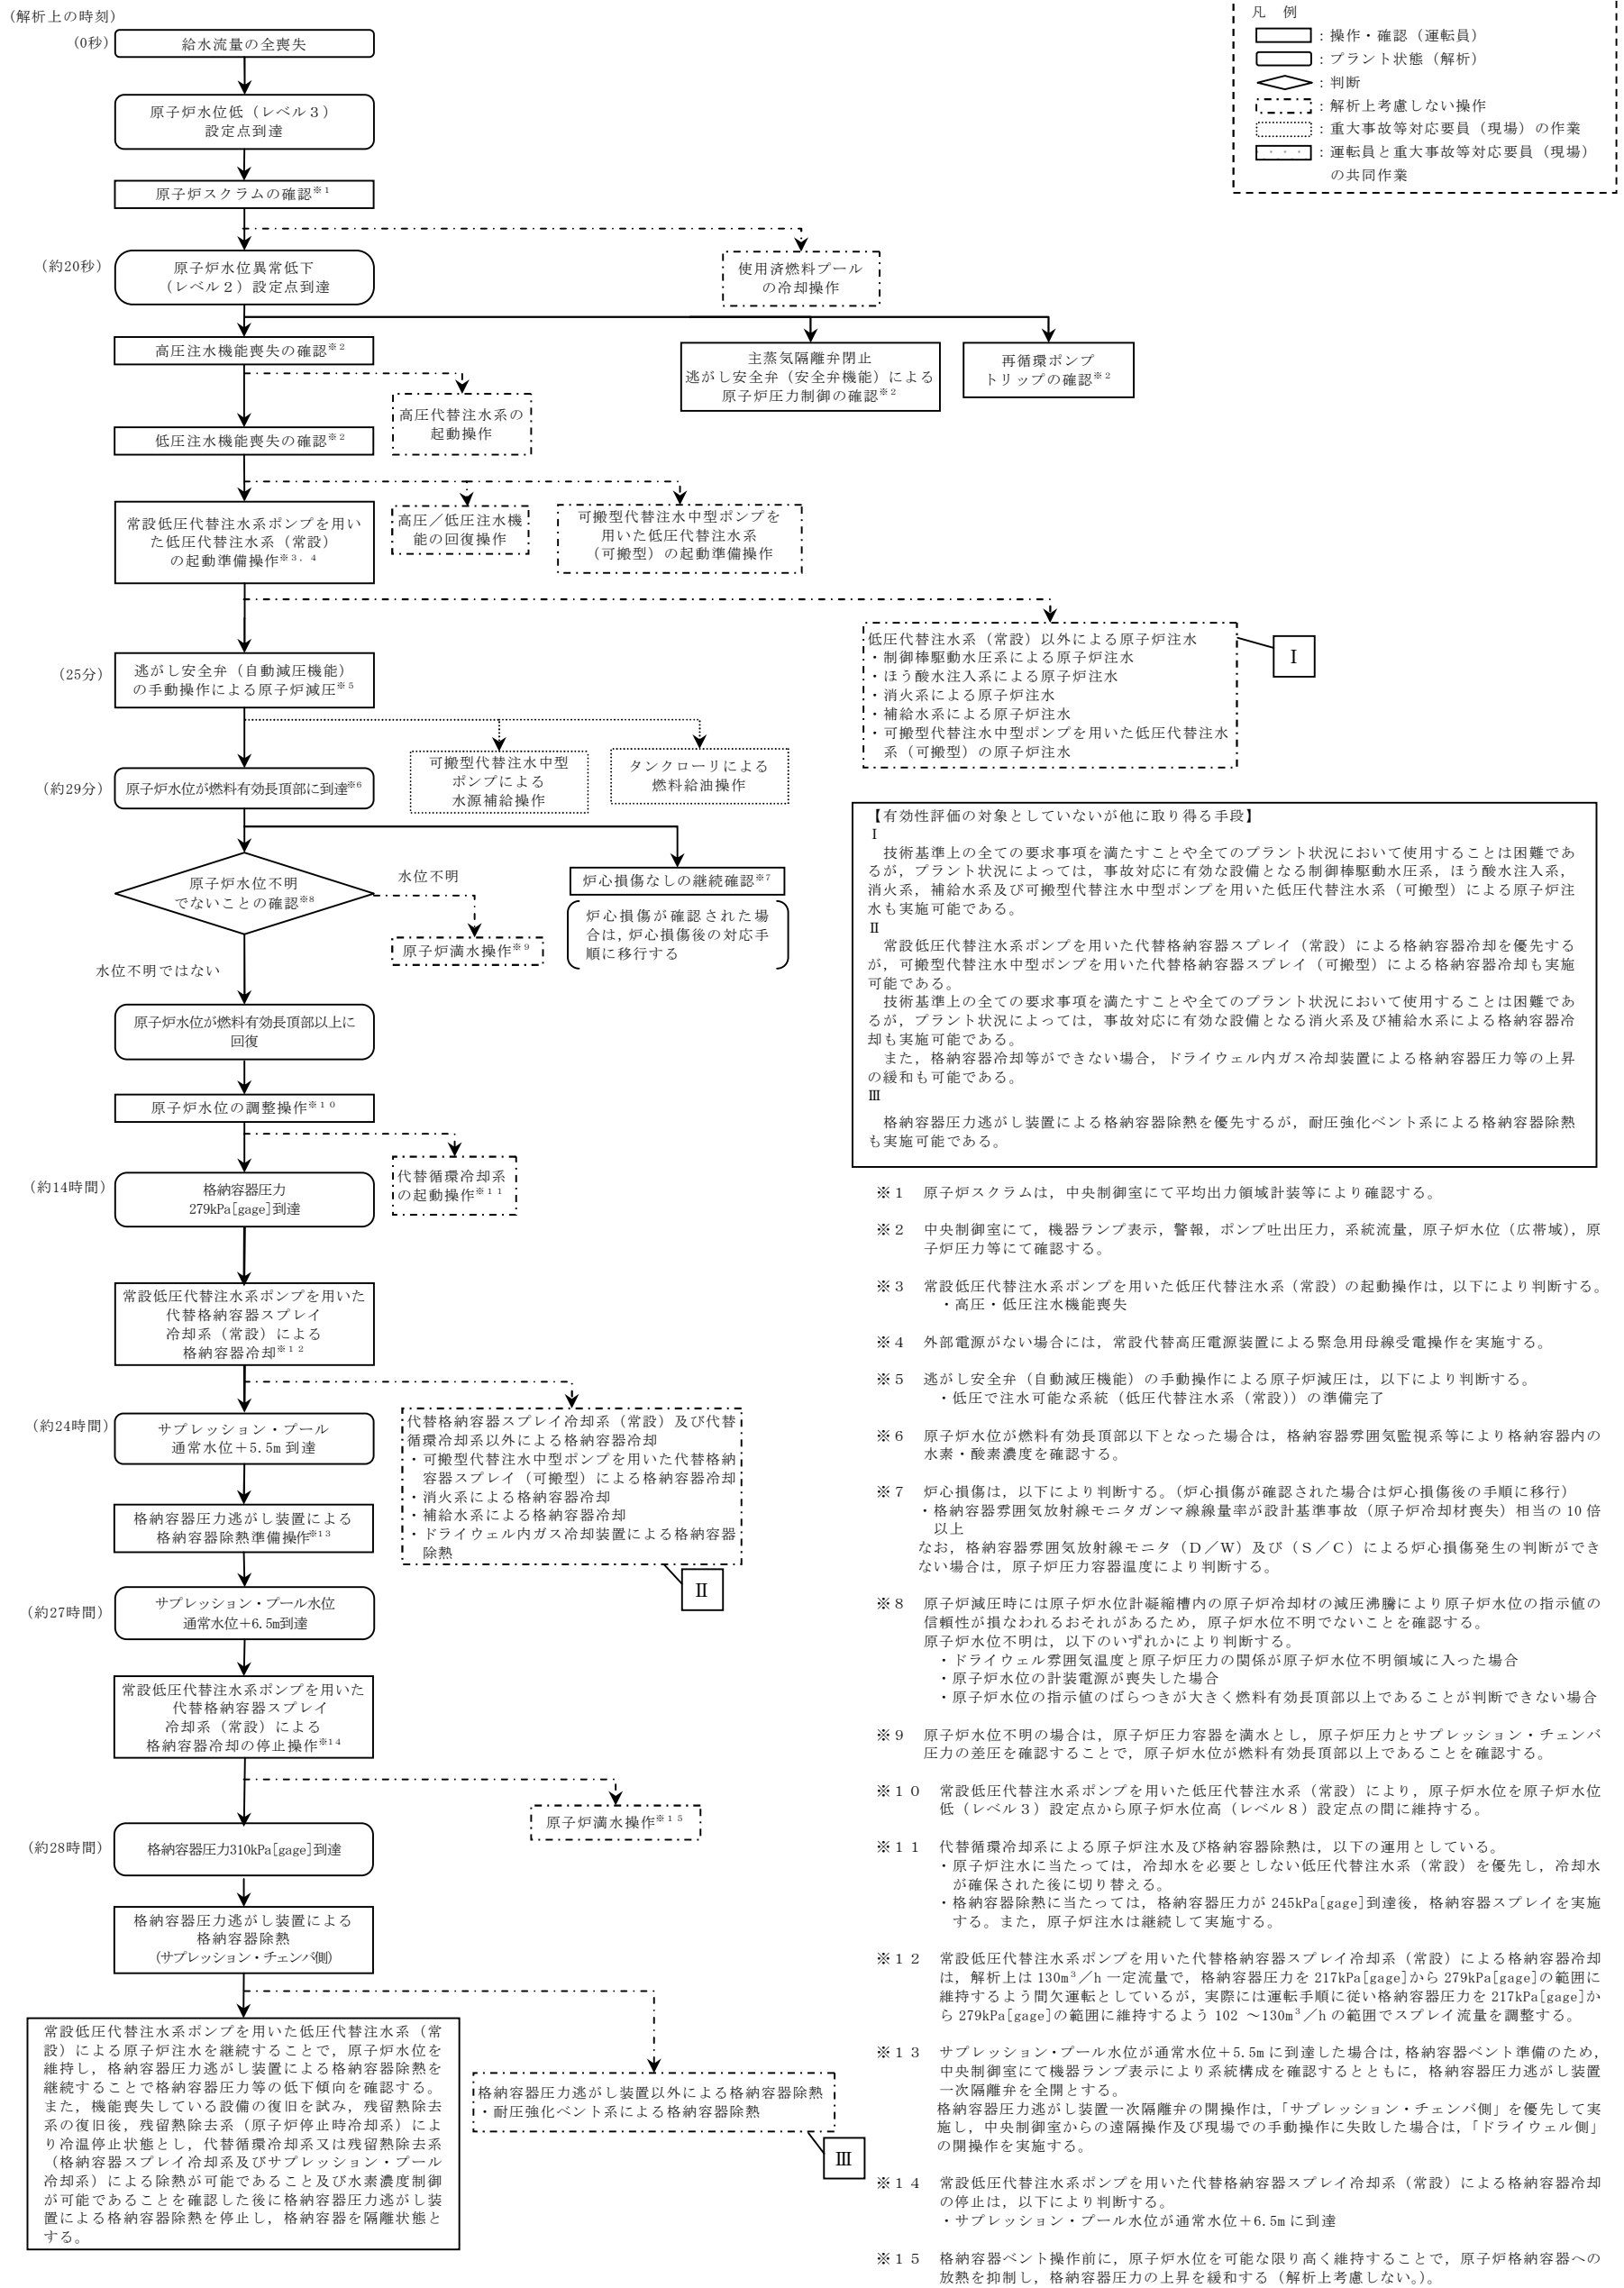 (解析上の時刻)
(0秒)
給水流量の全喪失
原子炉水位低（レベル３）
設定点到達
原子炉スクラムの確認※１
(約20秒)
原子炉水位異常低下
（レベル２）設定点到達
使用済燃料プール
の冷却操作
高圧注水機能喪失の確認※２
主蒸気隔離弁閉止
逃がし安全弁（安全弁機能）による
原子炉圧力制御の確認※２
再循環ポンプ
トリップの確認※２
高圧代替注水系の
起動操作
低圧注水機能喪失の確認※２
常設低圧代替注水系ポンプを用い
た低圧代替注水系（常設）
の起動準備操作※３，４
高圧／低圧注水機
能の回復操作
可搬型代替注水中型ポンプを
用いた低圧代替注水系
（可搬型）の起動準備操作
低圧代替注水系（常設）以外による原子炉注水
・制御棒駆動水圧系による原子炉注水
・ほう酸水注入系による原子炉注水
・消火系による原子炉注水
・補給水系による原子炉注水
・可搬型代替注水中型ポンプを用いた低圧代替注水
系（可搬型）の原子炉注水
Ⅰ
(25分)
逃がし安全弁（自動減圧機能）
の手動操作による原子炉減圧※５
可搬型代替注水中型
ポンプによる
水源補給操作
タンクローリによる
燃料給油操作
(約29分)
原子炉水位が燃料有効長頂部に到達※6
原子炉水位不明
でないことの確認※8
水位不明
原子炉満水操作※９
炉心損傷なしの継続確認※７
炉心損傷が確認された場
合は，炉心損傷後の対応手
順に移行する
水位不明ではない
原子炉水位が燃料有効長頂部以上に
回復
原子炉水位の調整操作※１０
代替循環冷却系
の起動操作※１１
(約14時間)
格納容器圧力
279kPa[gage]到達
常設低圧代替注水系ポンプを用いた
代替格納容器スプレイ
冷却系（常設）による
格納容器冷却※１２
(約24時間)
サプレッション・プール
通常水位＋5.5m 到達
代替格納容器スプレイ冷却系（常設）及び代替
循環冷却系以外による格納容器冷却
・可搬型代替注水中型ポンプを用いた代替格納
容器スプレイ（可搬型）による格納容器冷却
・消火系による格納容器冷却
・補給水系による格納容器冷却
・ドライウェル内ガス冷却装置による格納容器
除熱
Ⅱ
格納容器圧力逃がし装置による
格納容器除熱準備操作※13
(約27時間)
サプレッション・プール水位
通常水位＋6.5m到達
常設低圧代替注水系ポンプを用いた
代替格納容器スプレイ
冷却系（常設）による
格納容器冷却の停止操作※14
原子炉満水操作※１５
(約28時間)
格納容器圧力310kPa[gage]到達
格納容器圧力逃がし装置による
格納容器除熱
(サプレッション・チェンバ側)
常設低圧代替注水系ポンプを用いた低圧代替注水系（常
設）による原子炉注水を継続することで，原子炉水位を
維持し，格納容器圧力逃がし装置による格納容器除熱を
継続することで格納容器圧力等の低下傾向を確認する。
また，機能喪失している設備の復旧を試み，残留熱除去
系の復旧後，残留熱除去系（原子炉停止時冷却系）によ
り冷温停止状態とし，代替循環冷却系又は残留熱除去系
（格納容器スプレイ冷却系及びサプレッション・プール
冷却系）による除熱が可能であること及び水素濃度制御
が可能であることを確認した後に格納容器圧力逃がし装
置による格納容器除熱を停止し，格納容器を隔離状態と
する。
格納容器圧力逃がし装置以外による格納容器除熱
・耐圧強化ベント系による格納容器除熱
Ⅲ
凡　例
：操作・確認（運転員）
：プラント状態（解析）
：判断
：解析上考慮しない操作
：重大事故等対応要員（現場）の作業
：運転員と重大事故等対応要員（現場）
の共同作業
【有効性評価の対象としていないが他に取り得る手段】
Ⅰ
技術基準上の全ての要求事項を満たすことや全てのプラント状況において使用することは困難であ
るが，プラント状況によっては，事故対応に有効な設備となる制御棒駆動水圧系，ほう酸水注入系，
消火系，補給水系及び可搬型代替注水中型ポンプを用いた低圧代替注水系（可搬型）による原子炉注
水も実施可能である。
Ⅱ
常設低圧代替注水系ポンプを用いた代替格納容器スプレイ（常設）による格納容器冷却を優先する
が，可搬型代替注水中型ポンプを用いた代替格納容器スプレイ（可搬型）による格納容器冷却も実施
可能である。
技術基準上の全ての要求事項を満たすことや全てのプラント状況において使用することは困難であ
るが，プラント状況によっては，事故対応に有効な設備となる消火系及び補給水系による格納容器冷
却も実施可能である。
また，格納容器冷却等ができない場合，ドライウェル内ガス冷却装置による格納容器圧力等の上昇
の緩和も可能である。
Ⅲ
格納容器圧力逃がし装置による格納容器除熱を優先するが，耐圧強化ベント系による格納容器除熱
も実施可能である。
※１　原子炉スクラムは，中央制御室にて平均出力領域計装等により確認する。
※２　中央制御室にて，機器ランプ表示，警報，ポンプ吐出圧力，系統流量，原子炉水位（広帯域），原
子炉圧力等にて確認する。
※３　常設低圧代替注水系ポンプを用いた低圧代替注水系（常設）の起動操作は，以下により判断する。
・高圧・低圧注水機能喪失
※４　外部電源がない場合には，常設代替高圧電源装置による緊急用母線受電操作を実施する。
※５　逃がし安全弁（自動減圧機能）の手動操作による原子炉減圧は，以下により判断する。
・低圧で注水可能な系統（低圧代替注水系（常設））の準備完了
※６　原子炉水位が燃料有効長頂部以下となった場合は，格納容器雰囲気監視系等により格納容器内の
水素・酸素濃度を確認する。
※７　炉心損傷は，以下により判断する。（炉心損傷が確認された場合は炉心損傷後の手順に移行）
・格納容器雰囲気放射線モニタガンマ線線量率が設計基準事故（原子炉冷却材喪失）相当の 10 倍
以上
なお，格納容器雰囲気放射線モニタ（Ｄ／Ｗ）及び（Ｓ／Ｃ）による炉心損傷発生の判断ができ
ない場合は，原子炉圧力容器温度により判断する。
※８　原子炉減圧時には原子炉水位計凝縮槽内の原子炉冷却材の減圧沸騰により原子炉水位の指示値の
信頼性が損なわれるおそれがあるため，原子炉水位不明でないことを確認する。
原子炉水位不明は，以下のいずれかにより判断する。
・ドライウェル雰囲気温度と原子炉圧力の関係が原子炉水位不明領域に入った場合
・原子炉水位の計装電源が喪失した場合
・原子炉水位の指示値のばらつきが大きく燃料有効長頂部以上であることが判断できない場合
※９　原子炉水位不明の場合は，原子炉圧力容器を満水とし，原子炉圧力とサプレッション・チェンバ
圧力の差圧を確認することで，原子炉水位が燃料有効長頂部以上であることを確認する。
※１０　常設低圧代替注水系ポンプを用いた低圧代替注水系（常設）により，原子炉水位を原子炉水位
低（レベル３）設定点から原子炉水位高（レベル８）設定点の間に維持する。
※１１　代替循環冷却系による原子炉注水及び格納容器除熱は，以下の運用としている。
・原子炉注水に当たっては，冷却水を必要としない低圧代替注水系（常設）を優先し，冷却水
が確保された後に切り替える。
・格納容器除熱に当たっては，格納容器圧力が 245kPa[gage]到達後，格納容器スプレイを実施
する。また，原子炉注水は継続して実施する。
※１２　常設低圧代替注水系ポンプを用いた代替格納容器スプレイ冷却系（常設）による格納容器冷却
は，解析上は 130m³／h 一定流量で，格納容器圧力を 217kPa[gage]から 279kPa[gage]の範囲に
維持するよう間欠運転としているが，実際には運転手順に従い格納容器圧力を 217kPa[gage]か
ら 279kPa[gage]の範囲に維持するよう 102 ～130m³／h の範囲でスプレイ流量を調整する。
※１３　サプレッション・プール水位が通常水位＋5.5m に到達した場合は，格納容器ベント準備のため，
中央制御室にて機器ランプ表示により系統構成を確認するとともに，格納容器圧力逃がし装置
一次隔離弁を全開とする。
格納容器圧力逃がし装置一次隔離弁の開操作は，「サプレッション・チェンバ側」を優先して実
施し，中央制御室からの遠隔操作及び現場での手動操作に失敗した場合は，「ドライウェル側」
の開操作を実施する。
※１４　常設低圧代替注水系ポンプを用いた代替格納容器スプレイ冷却系（常設）による格納容器冷却
の停止は，以下により判断する。
・サプレッション・プール水位が通常水位＋6.5m に到達
※１５　格納容器ベント操作前に，原子炉水位を可能な限り高く維持することで，原子炉格納容器への
放熱を抑制し，格納容器圧力の上昇を緩和する（解析上考慮しない。）。